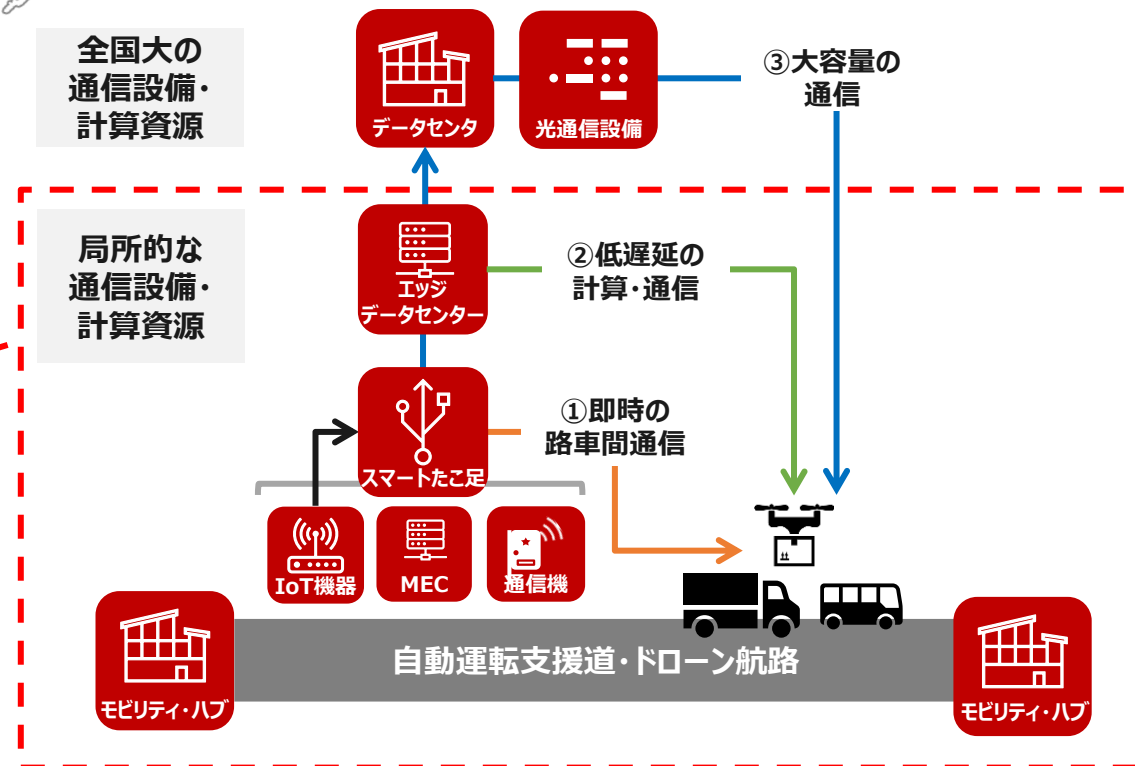 全国大の
通信設備・
計算資源
データセンタ
光通信設備
③大容量の
通信
局所的な
通信設備・
計算資源
エッジ
データセンター
②低遅延の
計算・通信
スマートたこ足
①即時の
路車間通信
IoT機器
MEC
通信機
モビリティ・ハブ
自動運転支援道・ドローン航路
モビリティ・ハブ